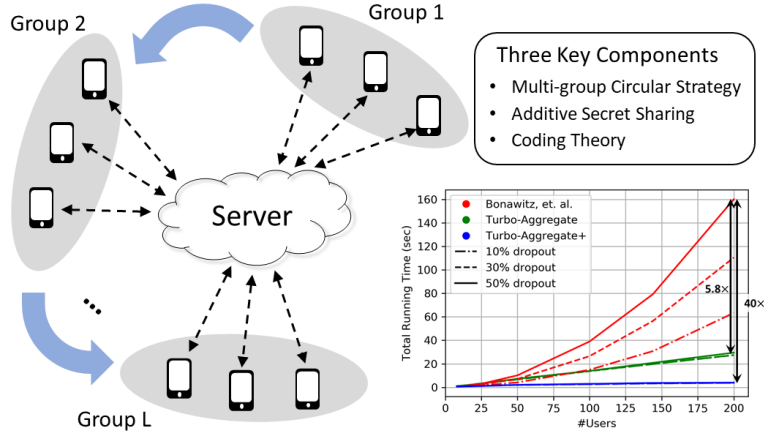 Group 2
Group 1
Three Key Components
• Multi-group Circular Strategy
• Additive Secret Sharing
• Coding Theory
Server
Group L
Total Running Time (sec)
160
140
120
100
80
60
40
20
0
Bonawitz, et. al.
Turbo-Aggregate
Turbo-Aggregate+
10% dropout
30% dropout
50% dropout
5.8×
40×
0 25 50 75 100 125 150 175 200
#Users